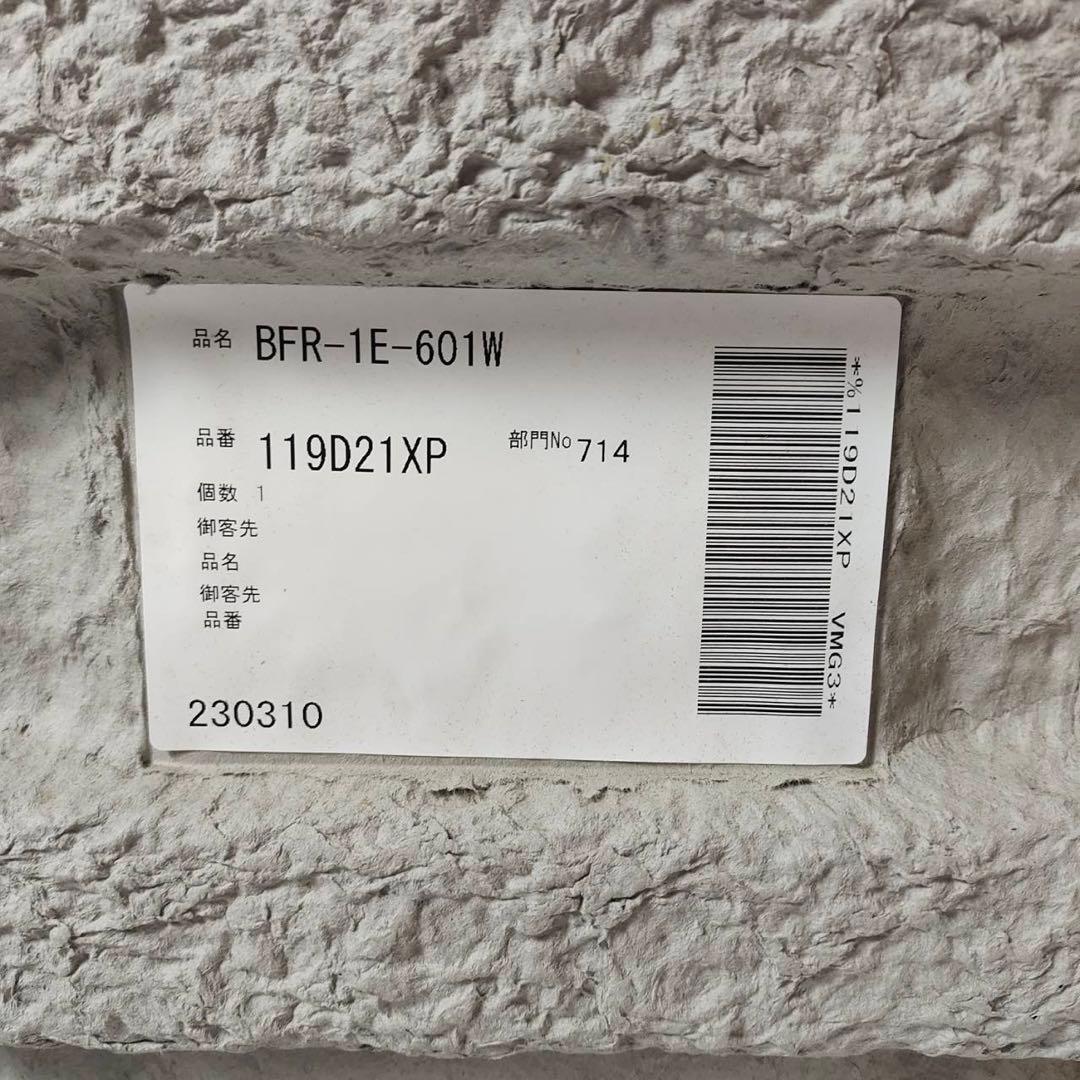 品名 BFR-1E-601W
品番 119D21XP 部門No 714
個数 1
御客先
品名
御客先
品番
230310
*%119D21XP VMG3*